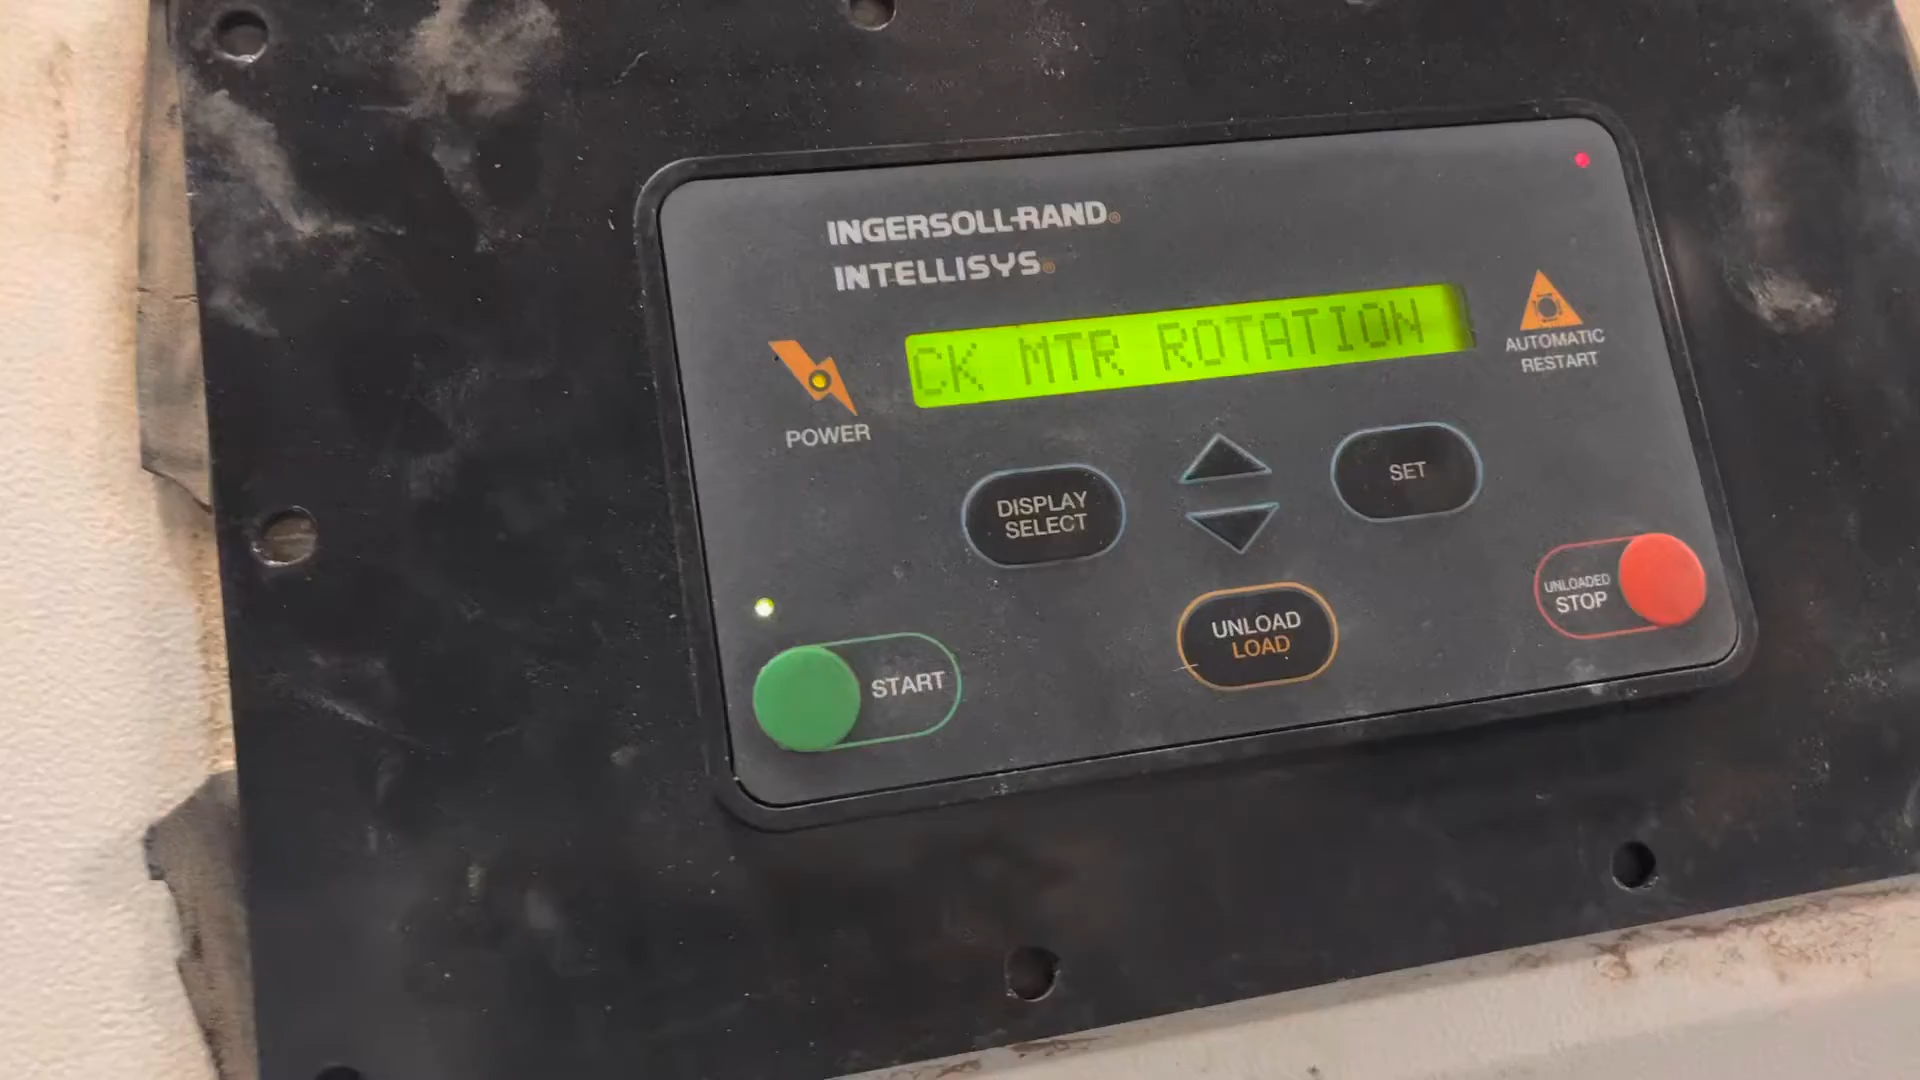 INGERSOLL-RAND®
INTELLISYS®
CK MTR ROTATION
POWER
AUTOMATIC
RESTART
DISPLAY
SELECT
SET
UNLOADED
STOP
UNLOAD
LOAD
START